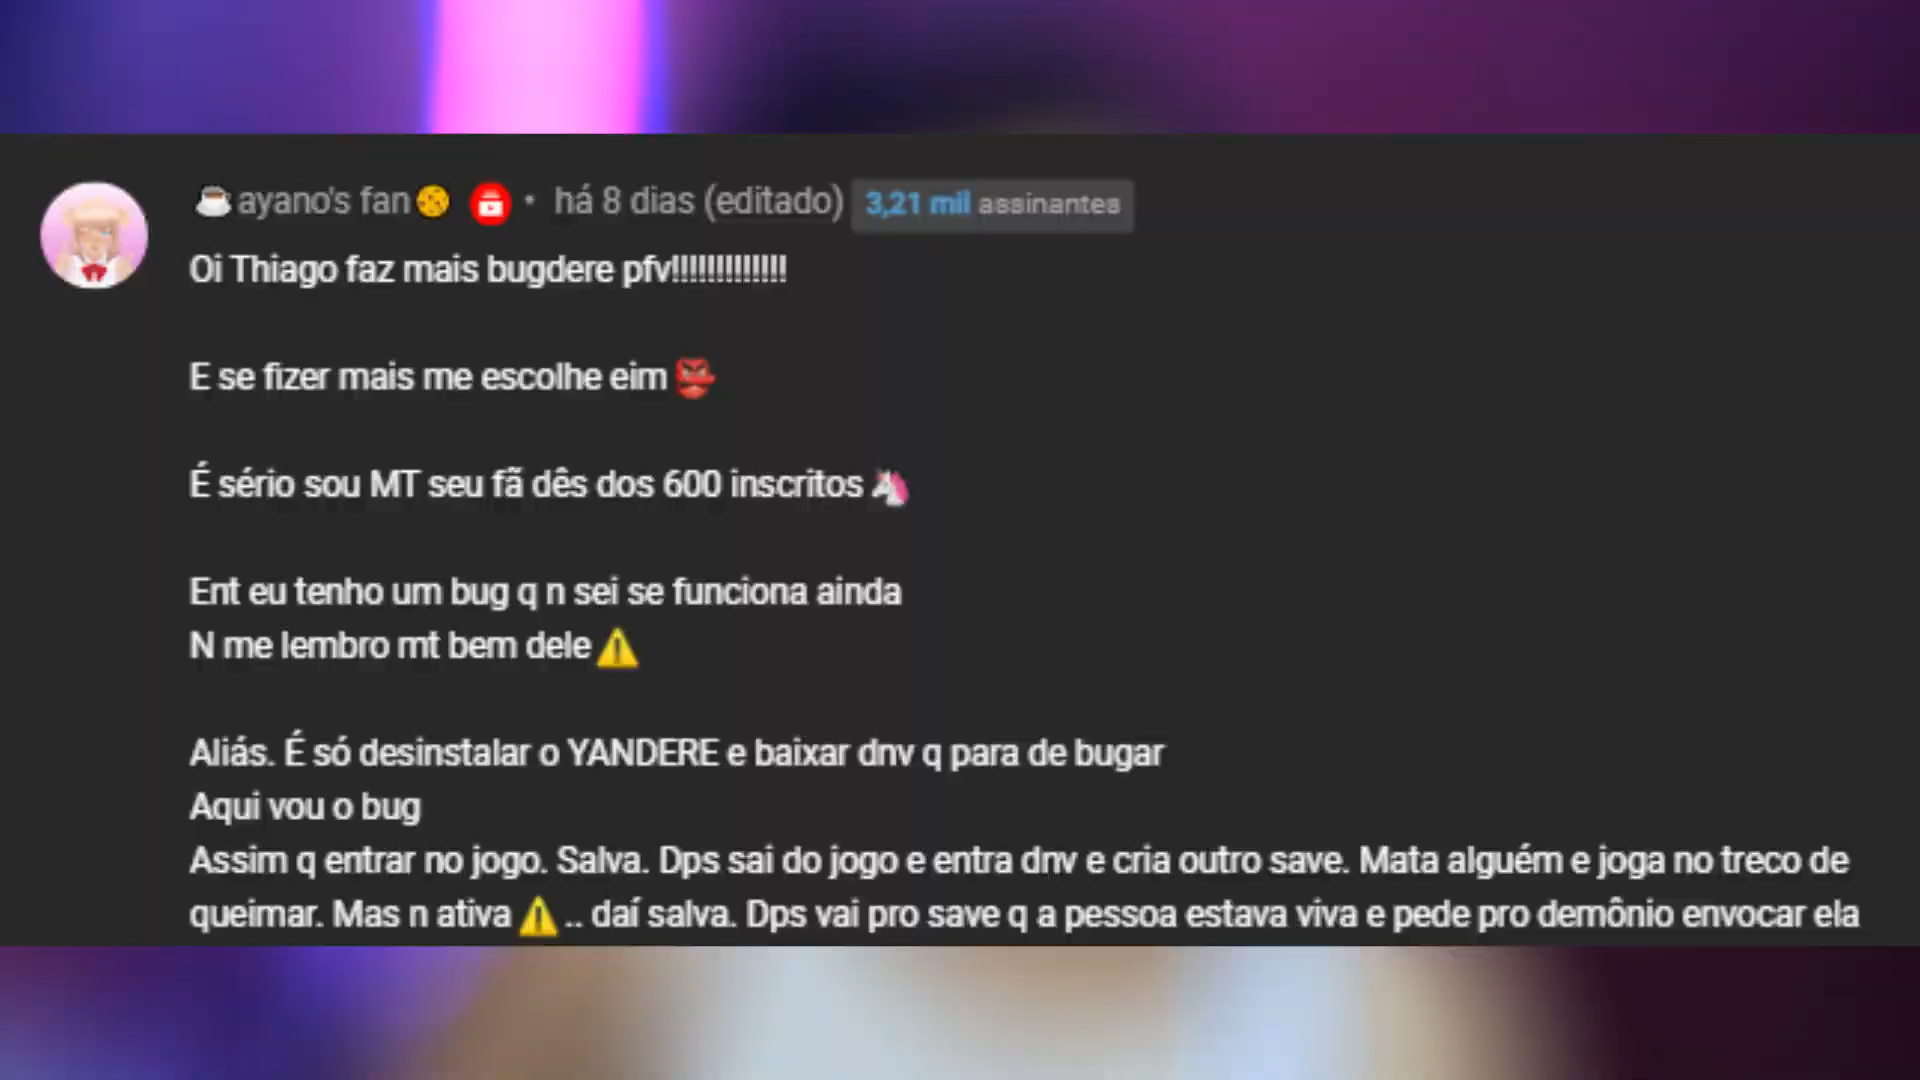 ☕ayano's fan🍪 • há 8 dias (editado) 3,21 mil assinantes
Oi Thiago faz mais bugdere pfv!!!!!!!!!!!!!
E se fizer mais me escolhe eim👺
É sério sou MT seu fã dês dos 600 inscritos🦄
Ent eu tenho um bug q n sei se funciona ainda
N me lembro mt bem dele⚠️
Aliás. É só desinstalar o YANDERE e baixar dnv q para de bugar
Aqui vou o bug
Assim q entrar no jogo. Salva. Dps sai do jogo e entra dnv e cria outro save. Mata alguém e joga no treco de
queimar. Mas n ativa⚠️.. daí salva. Dps vai pro save q a pessoa estava viva e pede pro demônio envocar ela